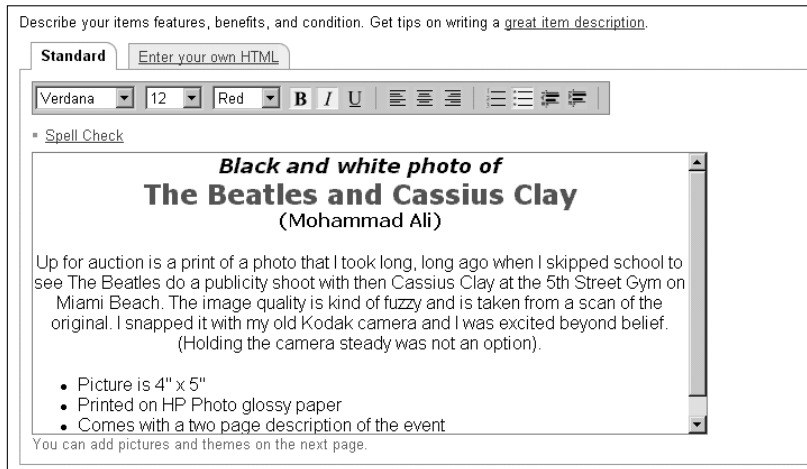 Describe your items features, benefits, and condition. Get tips on writing a great item description.
Standard Enter your own HTML
Verdana 12 Red B I U
Spell Check
Black and white photo of
The Beatles and Cassius Clay
(Mohammad Ali)
Up for auction is a print of a photo that I took long, long ago when I skipped school to
see The Beatles do a publicity shoot with then Cassius Clay at the 5th Street Gym on
Miami Beach. The image quality is kind of fuzzy and is taken from a scan of the
original. I snapped it with my old Kodak camera and I was excited beyond belief.
(Holding the camera steady was not an option).
• Picture is 4" x 5"
• Printed on HP Photo glossy paper
• Comes with a two page description of the event
You can add pictures and themes on the next page.